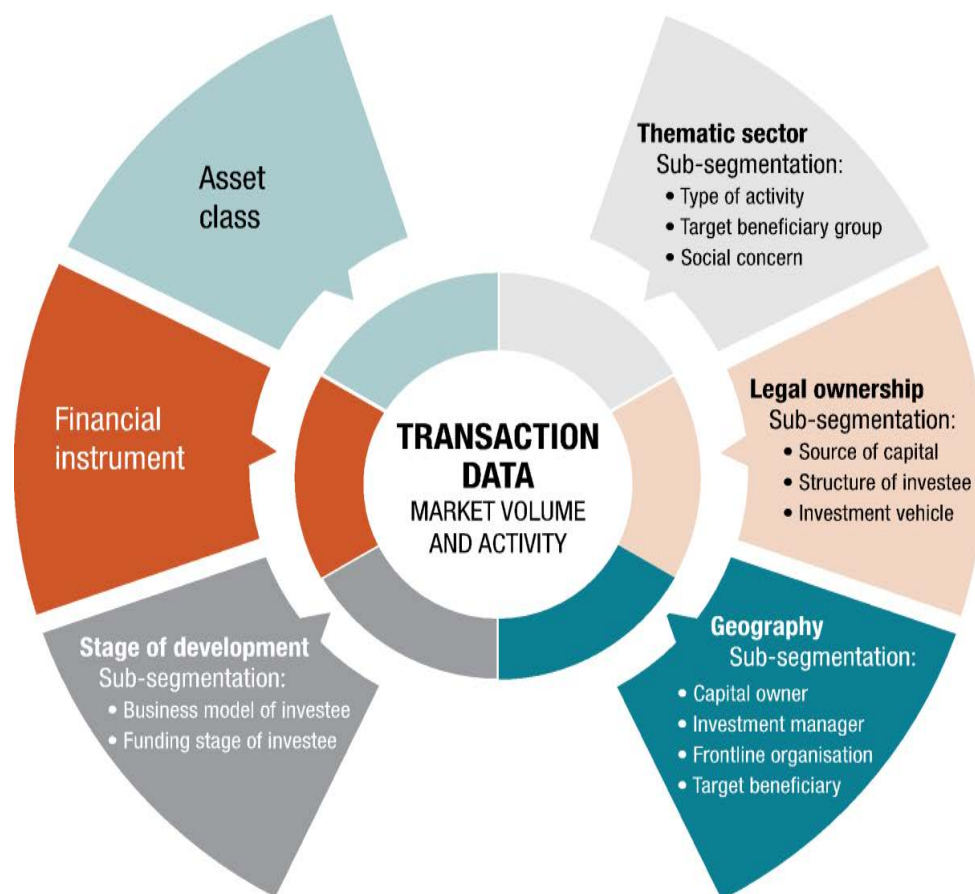 Asset
class
Financial
instrument
Stage of development
Sub-segmentation:
• Business model of investee
• Funding stage of investee
TRANSACTION
DATA
MARKET VOLUME
AND ACTIVITY
Thematic sector
Sub-segmentation:
• Type of activity
• Target beneficiary group
• Social concern
Legal ownership
Sub-segmentation:
• Source of capital
• Structure of investee
• Investment vehicle
Geography
Sub-segmentation:
• Capital owner
• Investment manager
• Frontline organisation
• Target beneficiary